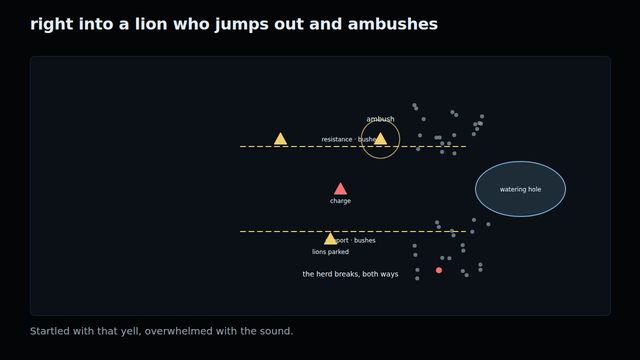 right into a lion who jumps out and ambushes
ambush
resistance · bushes
watering hole
charge
port · bushes
lions parked
the herd breaks, both ways
Startled with that yell, overwhelmed with the sound.